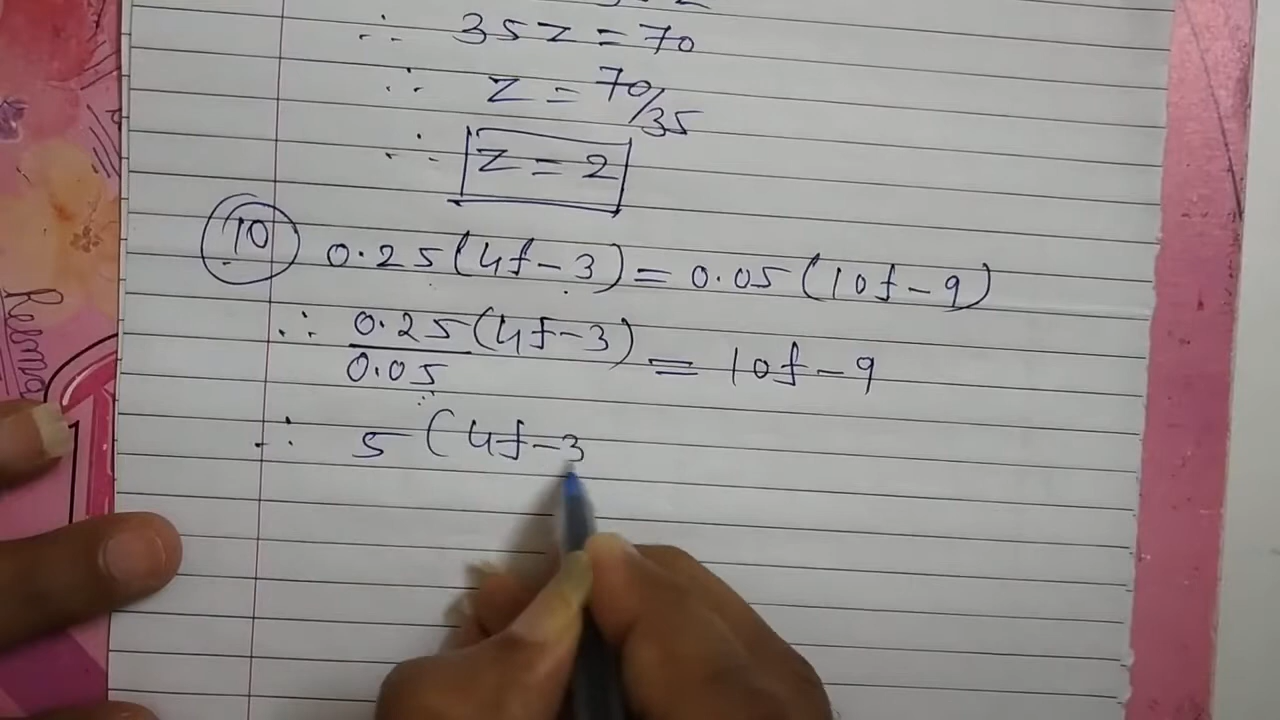 ∴ 35z = 70
∴ z = 70/35
∴ z = 2
10 0.25(4f-3) = 0.05(10f-9)
∴ 0.25/0.05 (4f-3) = 10f-9
∴ 5(4f-3